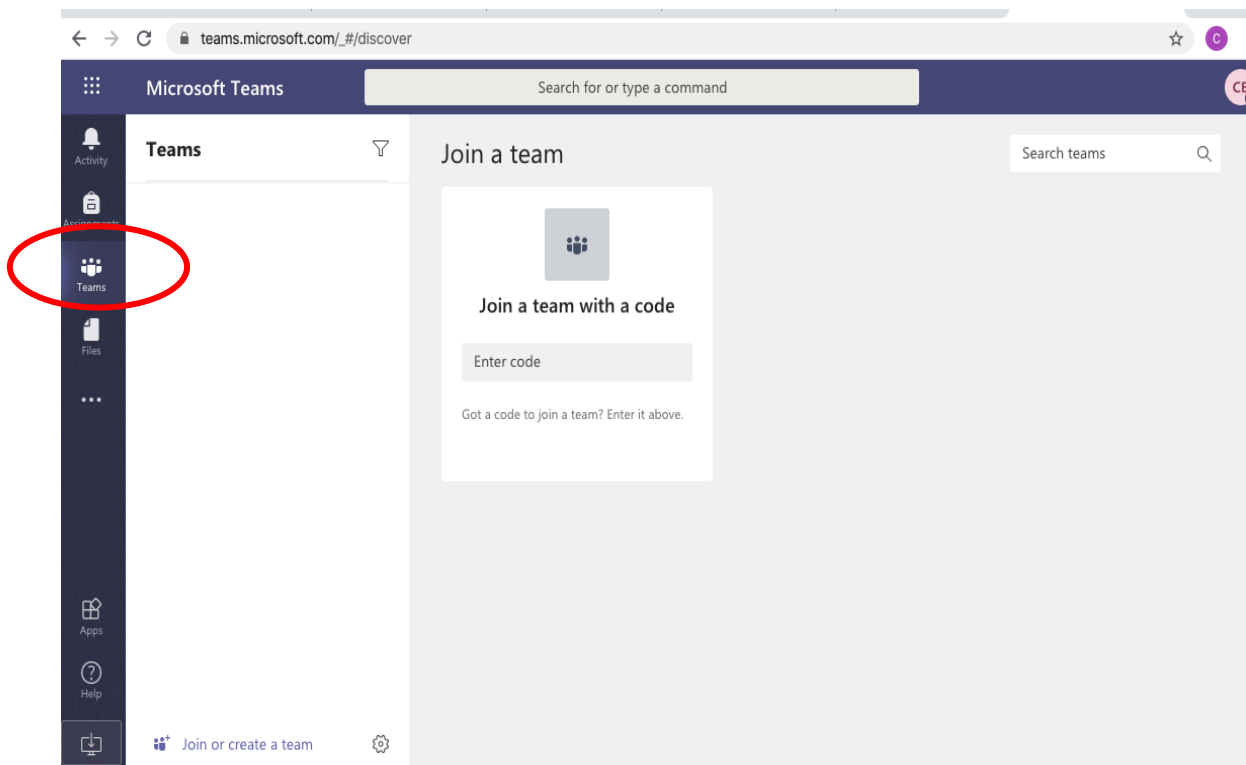 teams.microsoft.com/_#/discover
C
Microsoft Teams
Search for or type a command
CE
Activity
Teams
Join a team
Search teams
Assignments
Teams
Join a team with a code
Files
Enter code
Got a code to join a team? Enter it above.
Apps
Help
Join or create a team